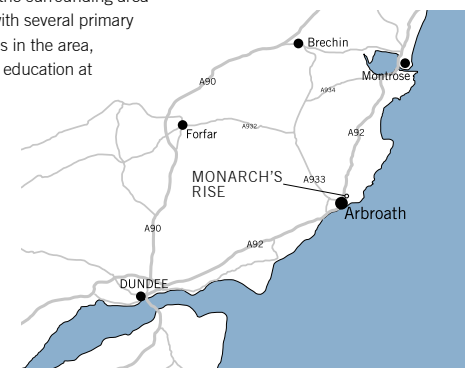 the surrounding area
with several primary
s in the area,
education at
Brechin
Montrose
A90
A934
A932
Forfar
A92
MONARCH'S
RISE
A933
Arbroath
A90
A92
DUNDEE